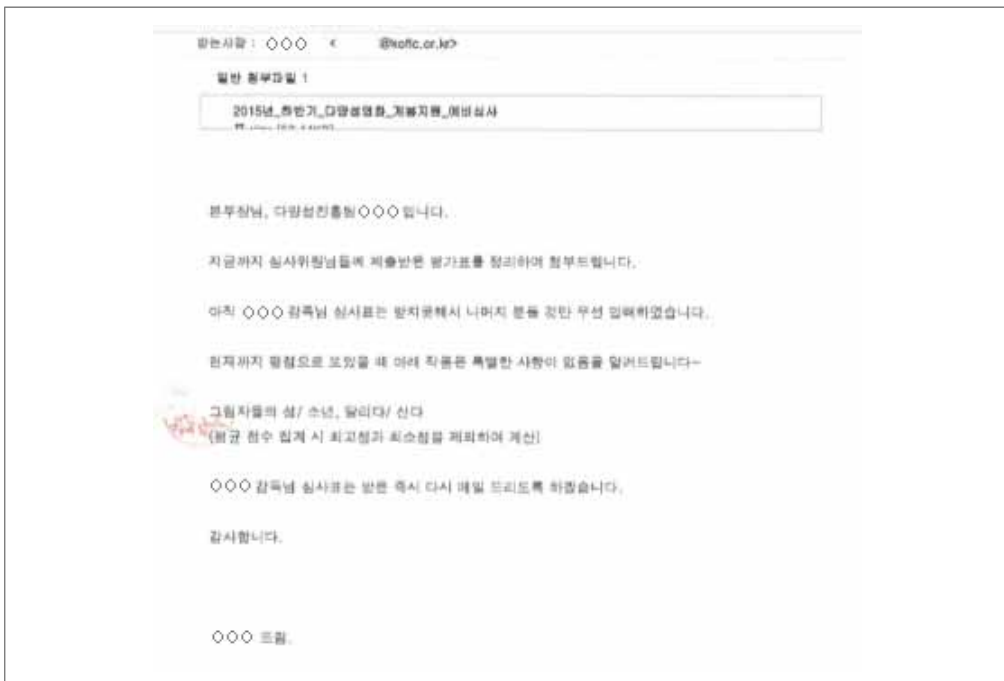 받는사람 : ○○○ < @kofic.or.kr>
일반 첨부파일 1
2015년_하반기_다양성영화_개봉지원_예비심사
본부장님, 다양성진흥팀 ○○○입니다.
지금까지 심사위원님들께 제출받은 평가표를 정리하여 첨부드립니다.
아직 ○○○ 감독님 심사표는 받지못해서 나머지 분들 것만 우선 입력하였습니다.
현재까지 평점으로 보았을 때 아래 작품은 특별한 사항이 없음을 알려드립니다~
그림자들의 섬/ 소년, 달리다/ 산다
(평균 점수 집계 시 최고점과 최소점을 제외하여 계산)
○○○ 감독님 심사표는 받은 즉시 다시 메일 드리도록 하겠습니다.
감사합니다.
○○○ 드림.